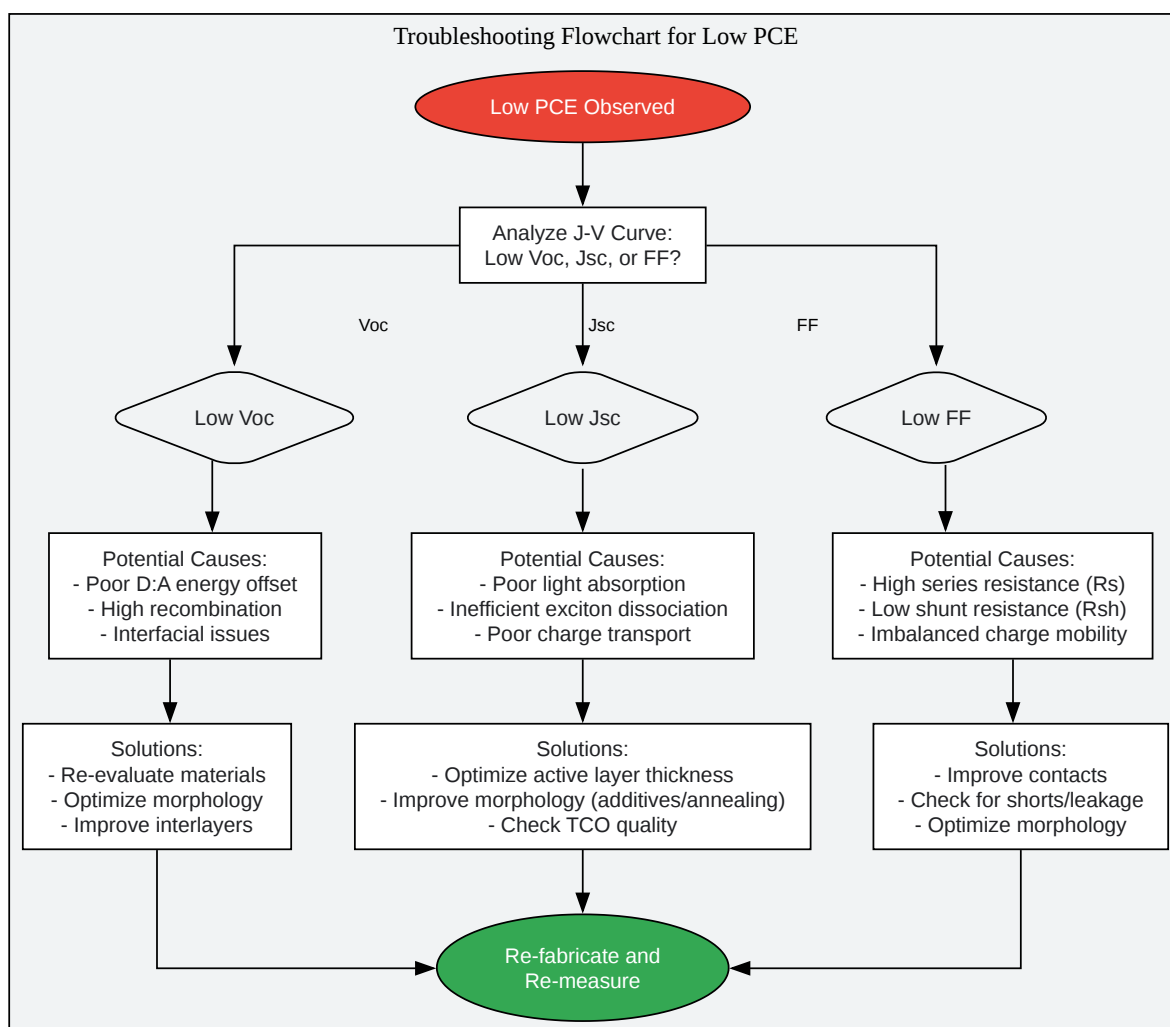 Troubleshooting Flowchart for Low PCE
Low PCE Observed
Analyze J-V Curve:
Low Voc, Jsc, or FF?
Voc
Jsc
FF
Low Voc
Low Jsc
Low FF
Potential Causes:
- Poor D:A energy offset
- High recombination
- Interfacial issues
Potential Causes:
- Poor light absorption
- Inefficient exciton dissociation
- Poor charge transport
Potential Causes:
- High series resistance (Rs)
- Low shunt resistance (Rsh)
- Imbalanced charge mobility
Solutions:
- Re-evaluate materials
- Optimize morphology
- Improve interlayers
Solutions:
- Optimize active layer thickness
- Improve morphology (additives/annealing)
- Check TCO quality
Solutions:
- Improve contacts
- Check for shorts/leakage
- Optimize morphology
Re-fabricate and
Re-measure